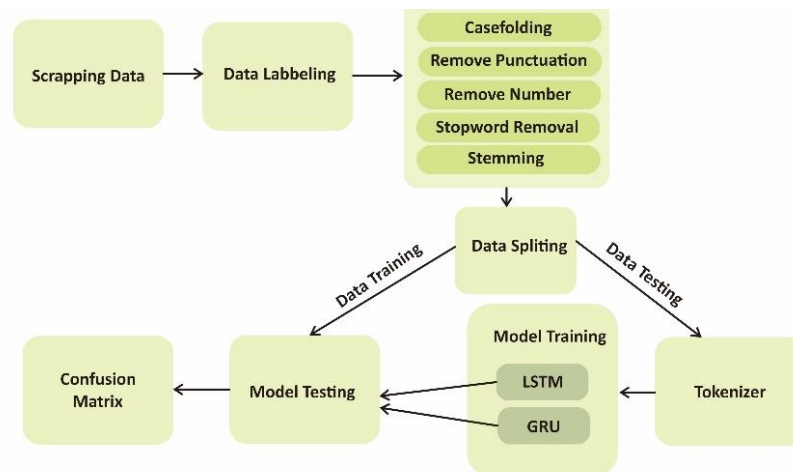 Scrapping Data
Data Labbeling
Casefolding
Remove Punctuation
Remove Number
Stopword Removal
Stemming
Data Spliting
Data Training
Data Testing
Model Training
LSTM
GRU
Tokenizer
Model Testing
Confusion
Matrix